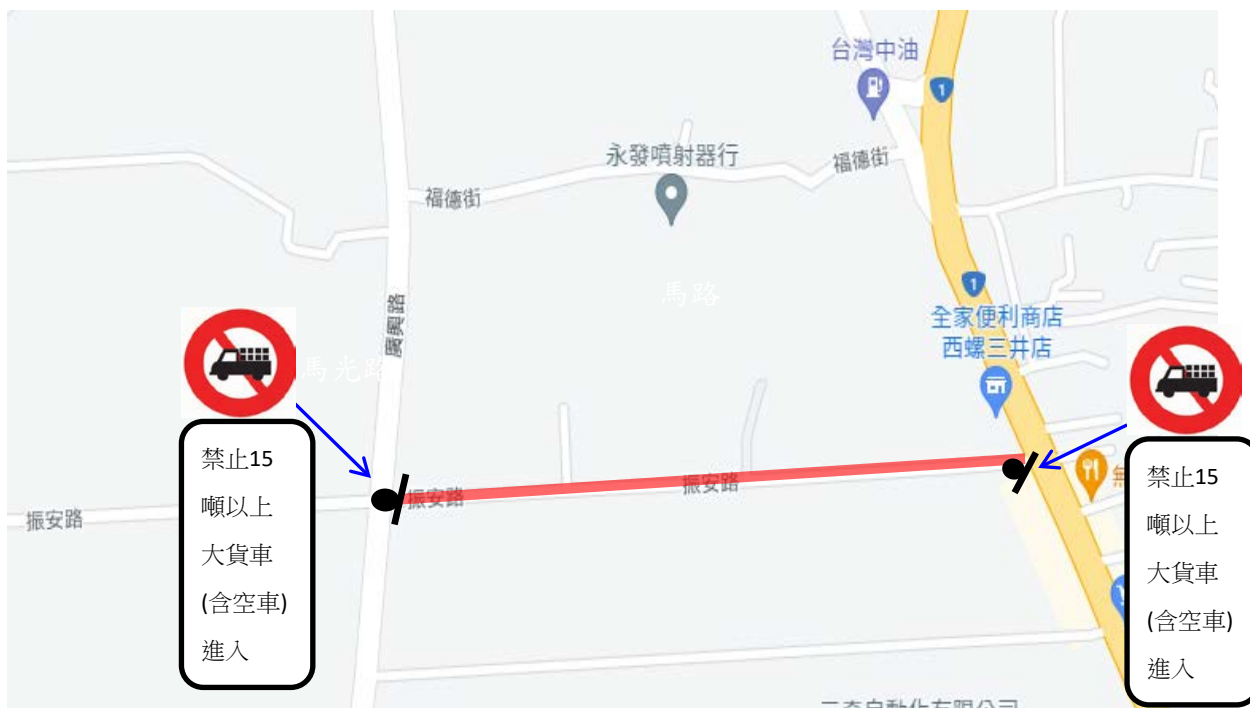 台灣中油
1
永發噴射器行
福德街
福德街
馬路
1
全家便利商店
西螺三井店
廣興路
馬光路
禁止15
噸以上
大貨車
(含空車)
進入
振安路
振安路
振安路
禁止15
噸以上
大貨車
(含空車)
進入